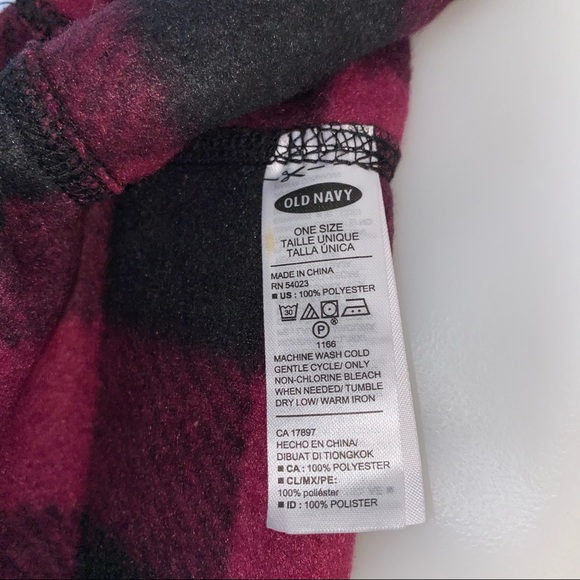 OLD NAVY
ONE SIZE
TAILLE UNIQUE
TALLA ÚNICA
MADE IN CHINA
RN 54023
■ US : 100% POLYESTER
30
P ®
1166
MACHINE WASH COLD
GENTLE CYCLE/ ONLY
NON-CHLORINE BLEACH
WHEN NEEDED/ TUMBLE
DRY LOW/ WARM IRON
CA 17897
HECHO EN CHINA/
DIBUAT DI TIONGKOK
■ CA : 100% POLYESTER
■ CL/MX/PE:
100% poliéster
■ ID : 100% POLISTER